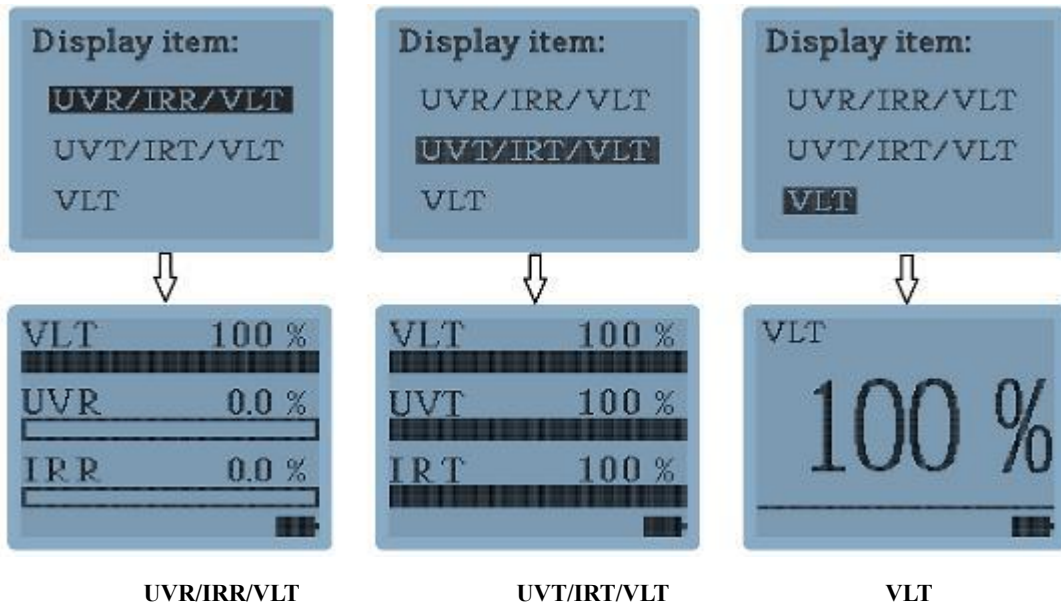 Display item:
UVR/IRR/VLT
UVT/IRT/VLT
VLT
Display item:
UVR/IRR/VLT
UVT/IRT/VLT
VLT
Display item:
UVR/IRR/VLT
UVT/IRT/VLT
VLT
VLT 100 %
UVR 0.0 %
IRR 0.0 %
VLT 100 %
UVT 100 %
IRT 100 %
VLT
100 %
UVR/IRR/VLT
UVT/IRT/VLT
VLT